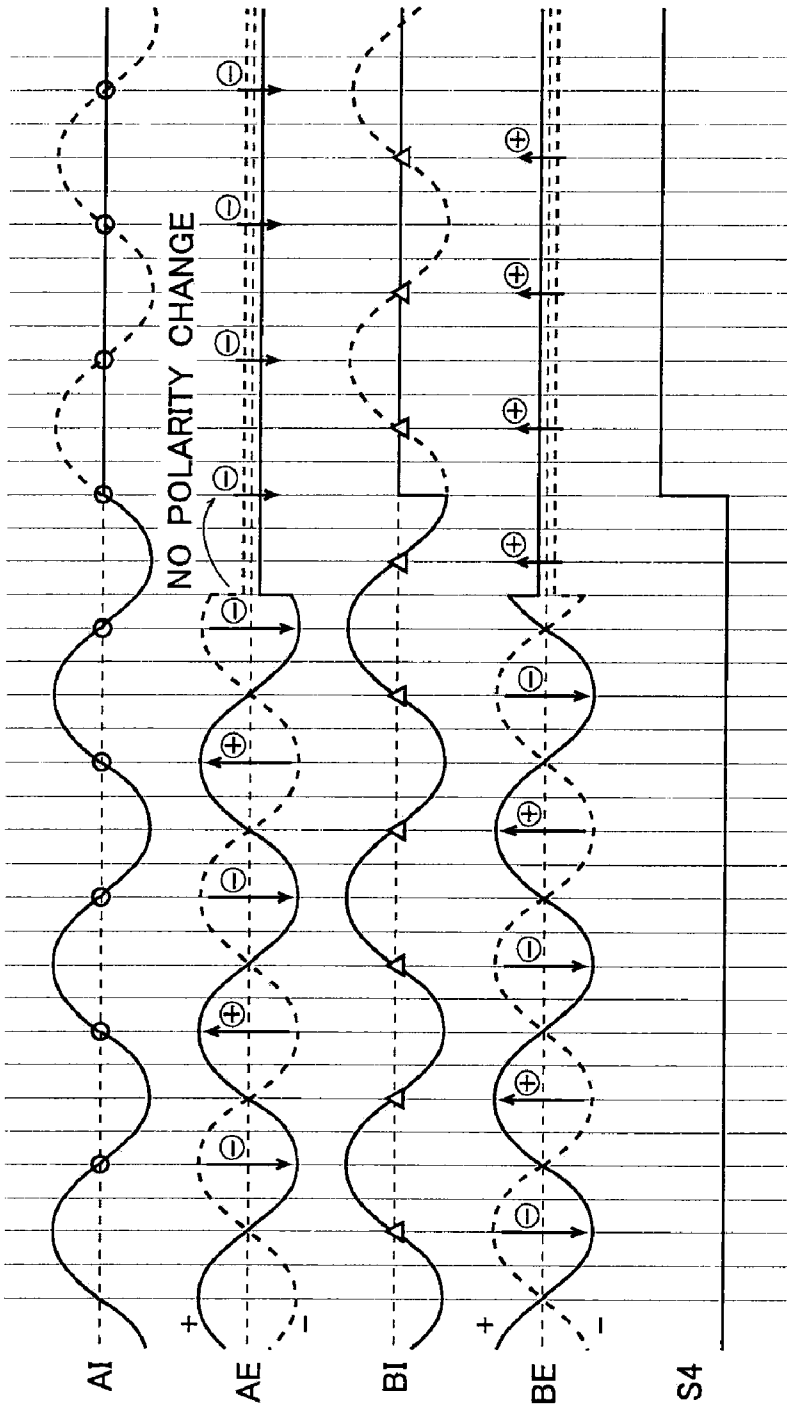 AI
NO POLARITY CHANGE
+ ⊖ ⊕ ⊖ ⊕ ⊖ ⊖ ⊖ ⊖ ⊖
AE
−
BI
+ ⊖ ⊕ ⊖ ⊕ ⊖ ⊕ ⊕ ⊕ ⊕
BE
−
S4